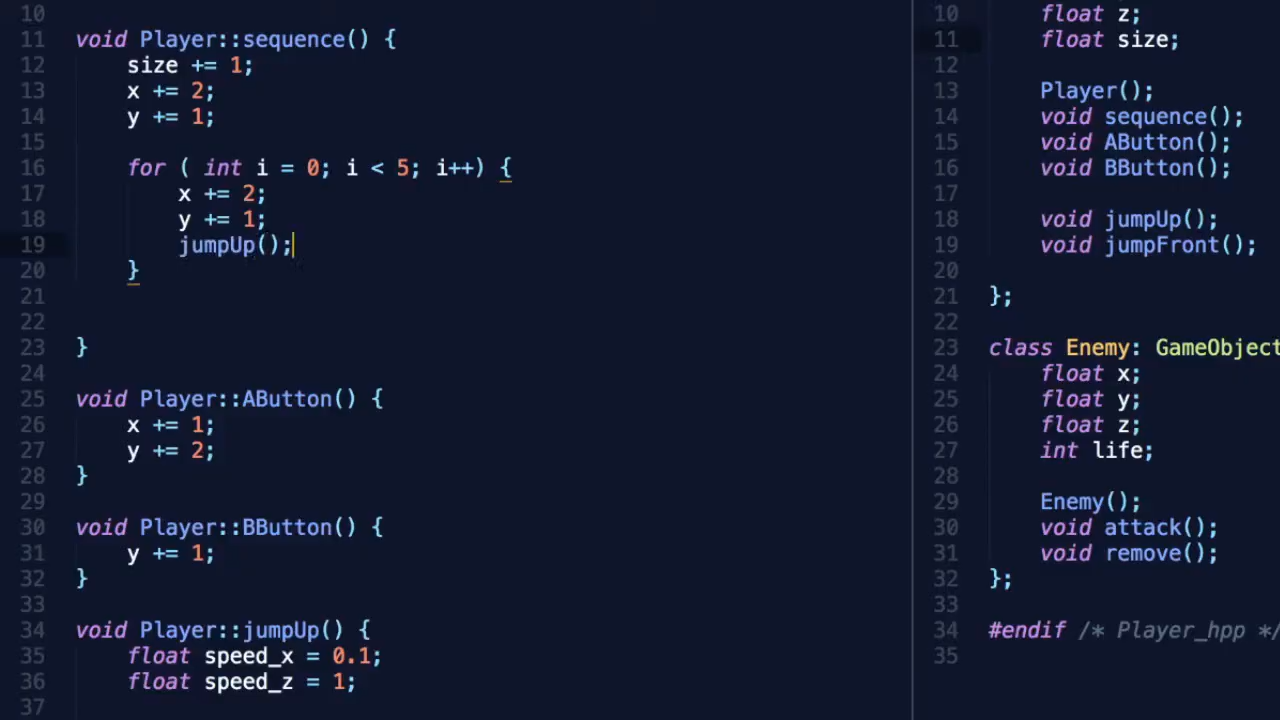 10
11 void Player::sequence() {
12 size += 1;
13 x += 2;
14 y += 1;
15
16 for ( int i = 0; i < 5; i++) {
17 x += 2;
18 y += 1;
19 jumpUp();
20 }
21
22
23 }
24
25 void Player::AButton() {
26 x += 1;
27 y += 2;
28 }
29
30 void Player::BButton() {
31 y += 1;
32 }
33
34 void Player::jumpUp() {
35 float speed_x = 0.1;
36 float speed_z = 1;
37
10 float z;
11 float size;
12
13 Player();
14 void sequence();
15 void AButton();
16 void BButton();
17
18 void jumpUp();
19 void jumpFront();
20
21 };
22
23 class Enemy: GameObject
24 float x;
25 float y;
26 float z;
27 int life;
28
29 Enemy();
30 void attack();
31 void remove();
32 };
33
34 #endif /* Player_hpp */
35